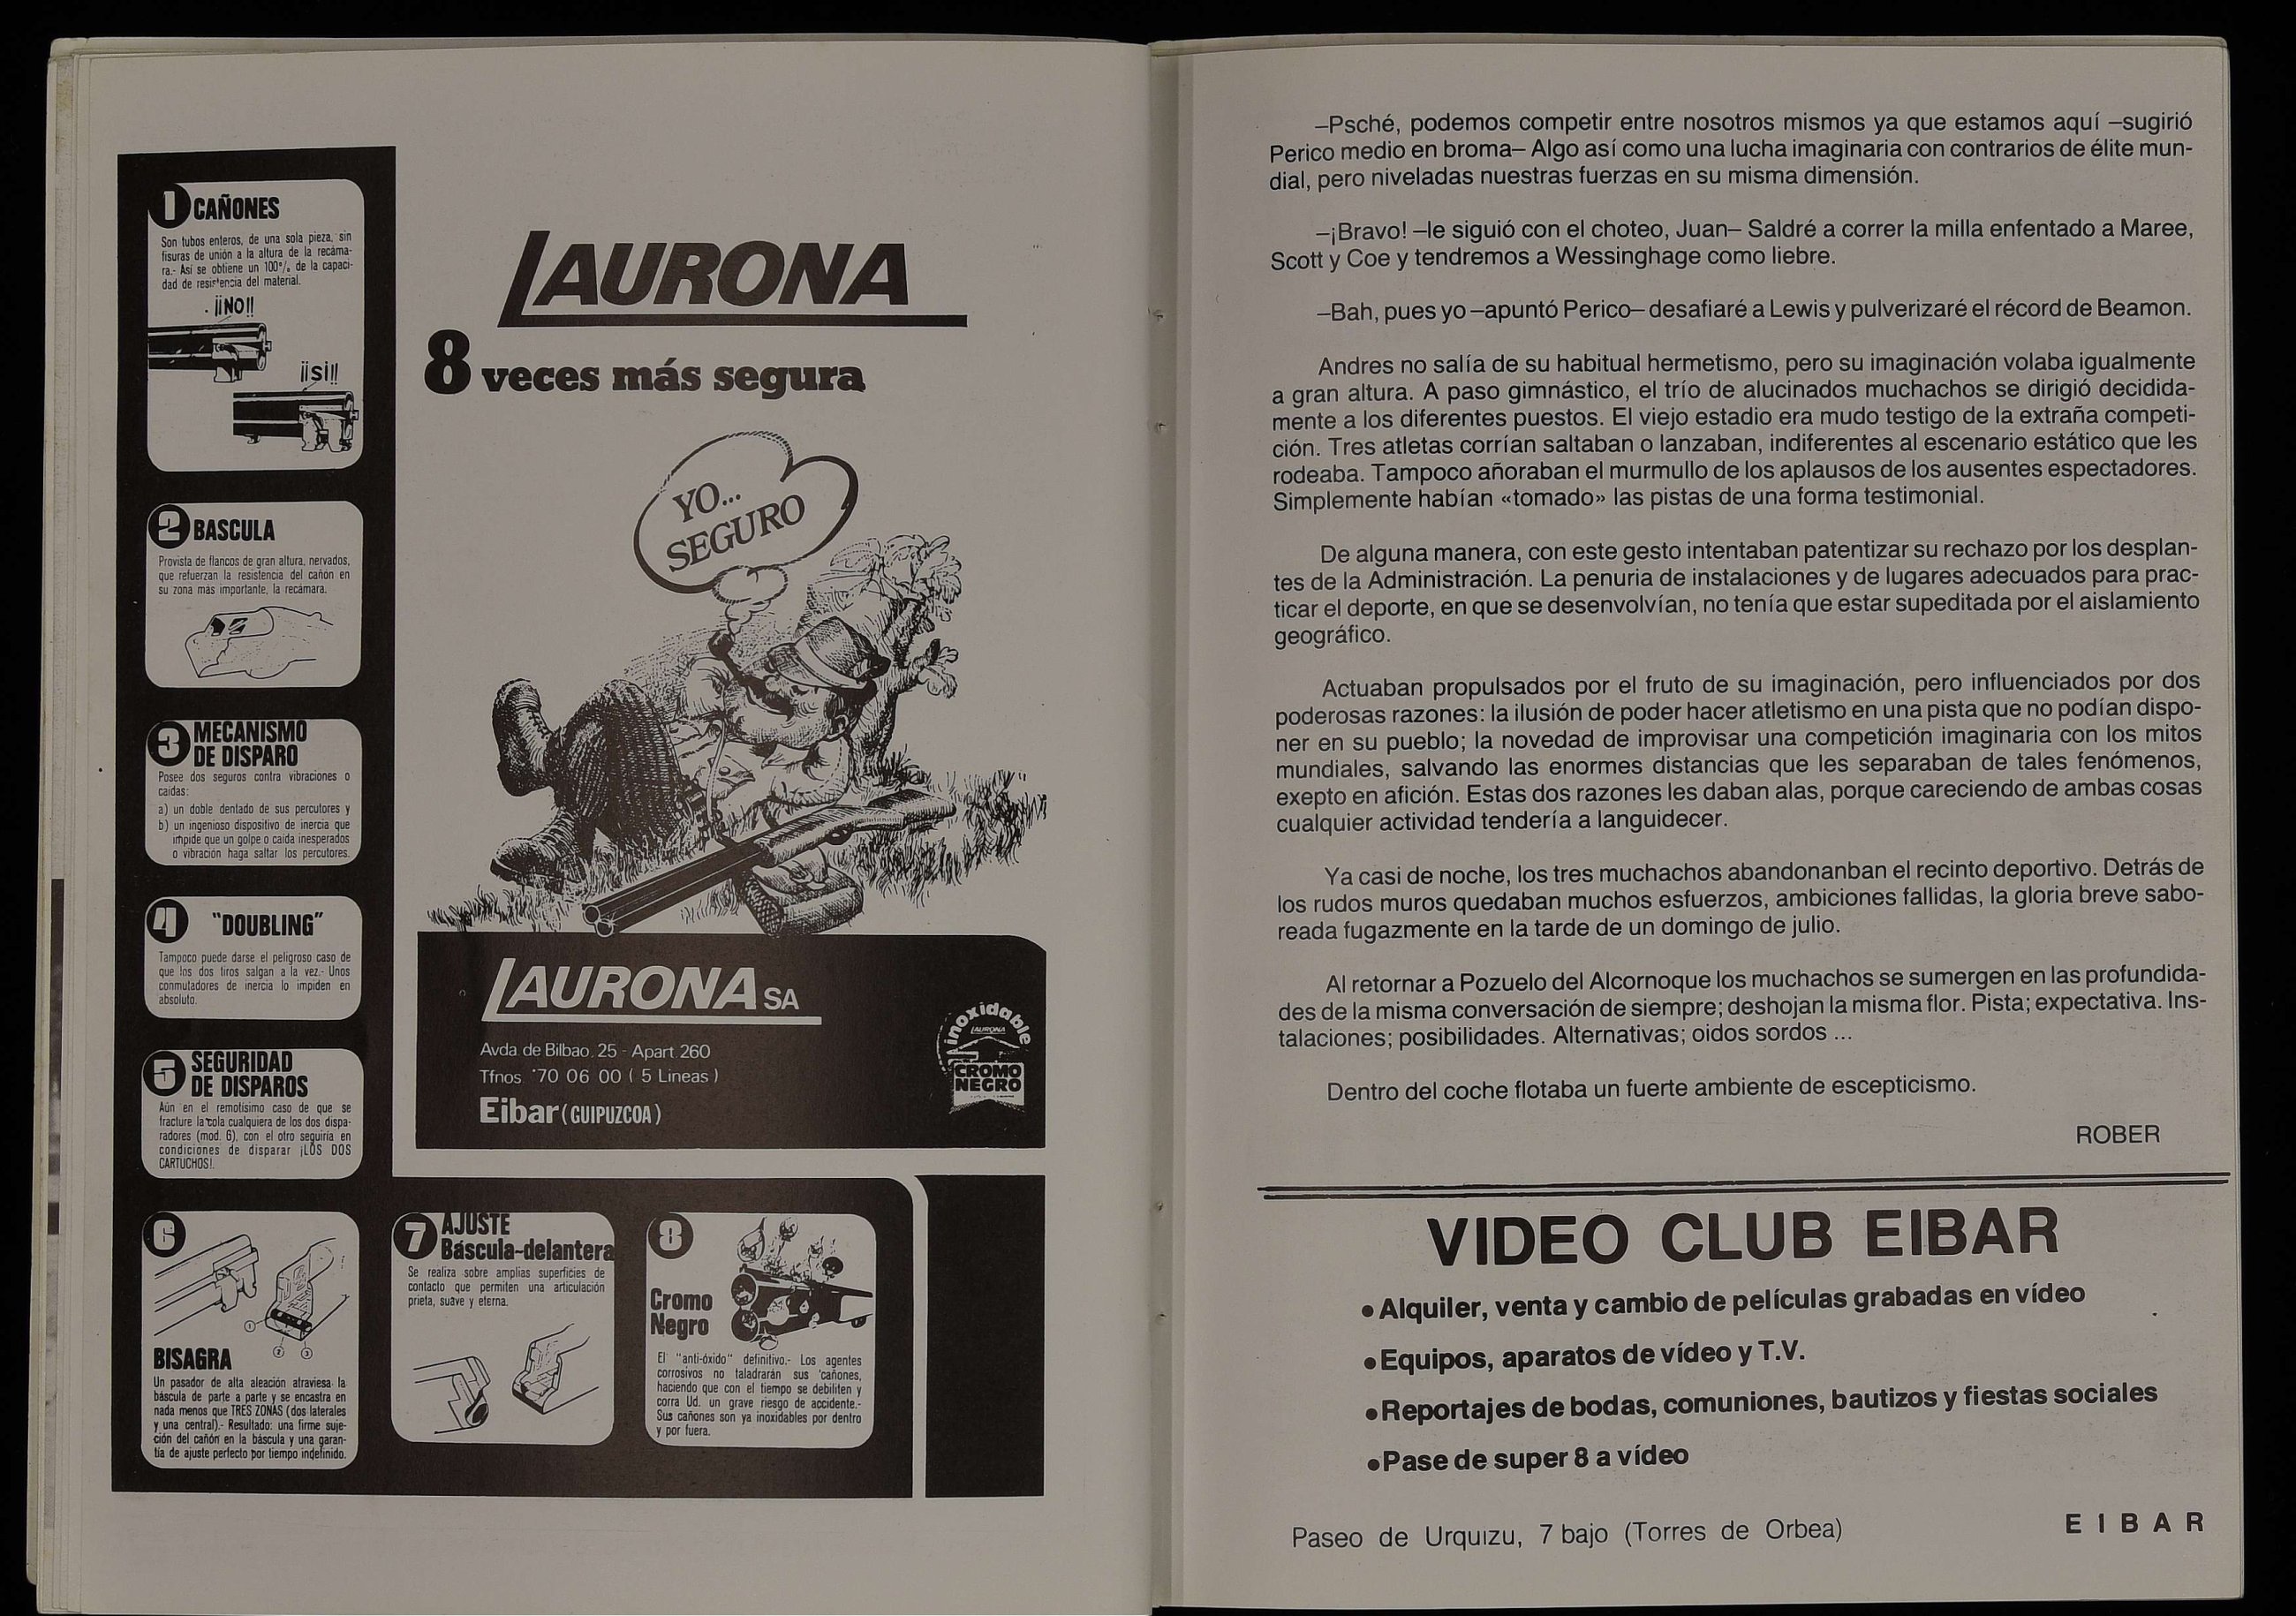 1 CAÑONES
Son tubos enteros, de una sola pieza, sin
fisuras de unión a la altura de la recáma-
ra.- Así se obtiene un 100% de la capaci-
dad de resistencia del material.
¡¡NO!!
¡¡SI!!
2 BASCULA
Provista de flancos de gran altura, nervados,
que refuerzan la resistencia del cañón en
su zona más importante, la recámara.
3 MECANISMO
DE DISPARO
Posee dos seguros contra vibraciones o
caídas:
a) un doble dentado de sus percutores y
b) un ingenioso dispositivo de inercia que
impide que un golpe o caída inesperados
o vibración haga saltar los percutores.
4 "DOUBLING"
Tampoco puede darse el peligroso caso de
que los dos tiros salgan a la vez.- Unos
conmutadores de inercia lo impiden en
absoluto.
5 SEGURIDAD
DE DISPAROS
Aún en el remotísimo caso de que se
fracture la cola cualquiera de los dos dispa-
radores (mod. 6), con el otro seguiría en
condiciones de disparar ¡LOS DOS
CARTUCHOS!.
6
1
2 3
BISAGRA
Un pasador de alta aleación atraviesa la
báscula de parte a parte y se encastra en
nada menos que TRES ZONAS (dos laterales
y una central).- Resultado: una firme suje-
ción del cañón en la báscula y una garan-
tía de ajuste perfecto por tiempo indefinido.
7 AJUSTE
Báscula-delantera
Se realiza sobre amplias superficies de
contacto que permiten una articulación
prieta, suave y eterna.
8
Cromo
Negro
El "anti-óxido" definitivo.- Los agentes
corrosivos no taladrarán sus cañones,
haciendo que con el tiempo se debiliten y
corra Ud. un grave riesgo de accidente.-
Sus cañones son ya inoxidables por dentro
y por fuera.
LAURONA
8 veces más segura
YO...
SEGURO
LAURONA SA
Avda. de Bilbao, 25 - Apart. 260
Tfnos. 70 06 00 ( 5 Lineas )
Eibar (GUIPUZCOA)
inoxidable
LAURONA
CROMO
NEGRO
–Psché, podemos competir entre nosotros mismos ya que estamos aquí –sugirió
Perico medio en broma– Algo así como una lucha imaginaria con contrarios de élite mun-
dial, pero niveladas nuestras fuerzas en su misma dimensión.
–¡Bravo! –le siguió con el choteo, Juan– Saldré a correr la milla enfentado a Maree,
Scott y Coe y tendremos a Wessinghage como liebre.
–Bah, pues yo –apuntó Perico– desafiaré a Lewis y pulverizaré el récord de Beamon.
Andres no salía de su habitual hermetismo, pero su imaginación volaba igualmente
a gran altura. A paso gimnástico, el trío de alucinados muchachos se dirigió decidida-
mente a los diferentes puestos. El viejo estadio era mudo testigo de la extraña competi-
ción. Tres atletas corrían saltaban o lanzaban, indiferentes al escenario estático que les
rodeaba. Tampoco añoraban el murmullo de los aplausos de los ausentes espectadores.
Simplemente habían «tomado» las pistas de una forma testimonial.
De alguna manera, con este gesto intentaban patentizar su rechazo por los desplan-
tes de la Administración. La penuria de instalaciones y de lugares adecuados para prac-
ticar el deporte, en que se desenvolvían, no tenía que estar supeditada por el aislamiento
geográfico.
Actuaban propulsados por el fruto de su imaginación, pero influenciados por dos
poderosas razones: la ilusión de poder hacer atletismo en una pista que no podían dispo-
ner en su pueblo; la novedad de improvisar una competición imaginaria con los mitos
mundiales, salvando las enormes distancias que les separaban de tales fenómenos,
exepto en afición. Estas dos razones les daban alas, porque careciendo de ambas cosas
cualquier actividad tendería a languidecer.
Ya casi de noche, los tres muchachos abandonanban el recinto deportivo. Detrás de
los rudos muros quedaban muchos esfuerzos, ambiciones fallidas, la gloria breve sabo-
reada fugazmente en la tarde de un domingo de julio.
Al retornar a Pozuelo del Alcornoque los muchachos se sumergen en las profundida-
des de la misma conversación de siempre; deshojan la misma flor. Pista; expectativa. Ins-
talaciones; posibilidades. Alternativas; oidos sordos ...
Dentro del coche flotaba un fuerte ambiente de escepticismo.
ROBER
VIDEO CLUB EIBAR
● Alquiler, venta y cambio de películas grabadas en vídeo
● Equipos, aparatos de vídeo y T.V.
● Reportajes de bodas, comuniones, bautizos y fiestas sociales
● Pase de super 8 a vídeo
Paseo de Urquizu, 7 bajo (Torres de Orbea)
EIBAR